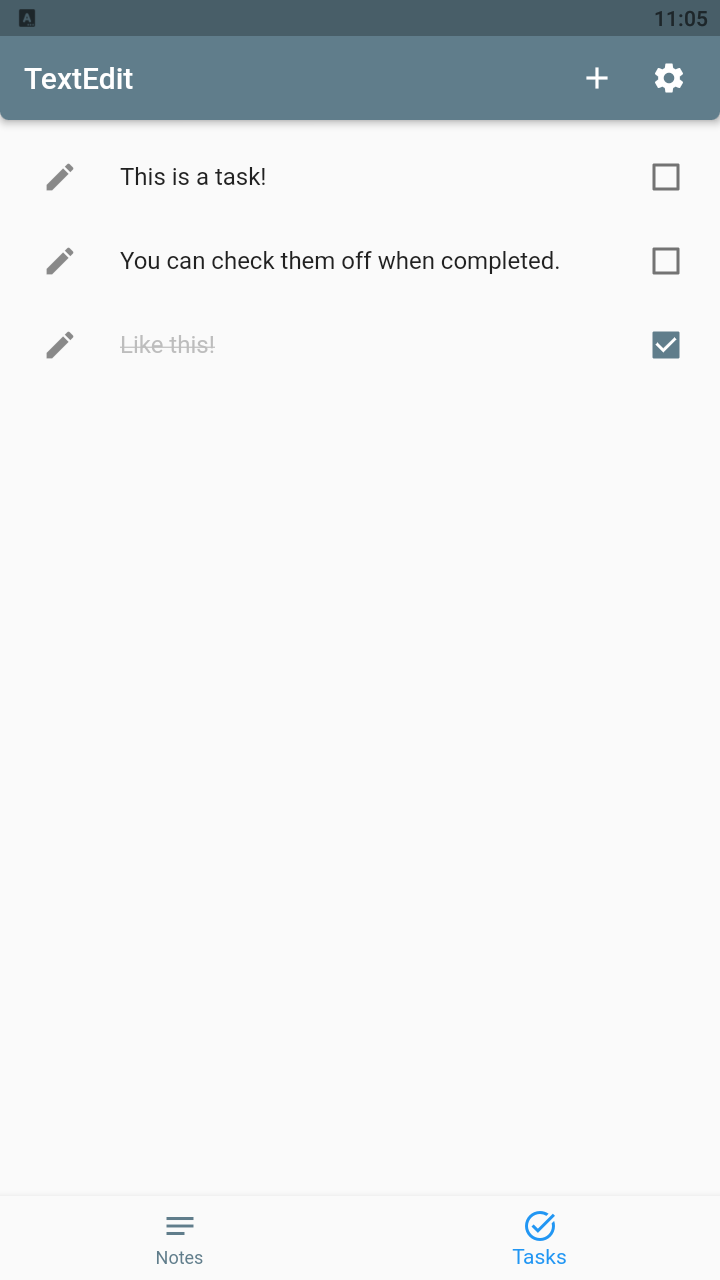 11:05
TextEdit
This is a task!
You can check them off when completed.
Like this!
Notes
Tasks